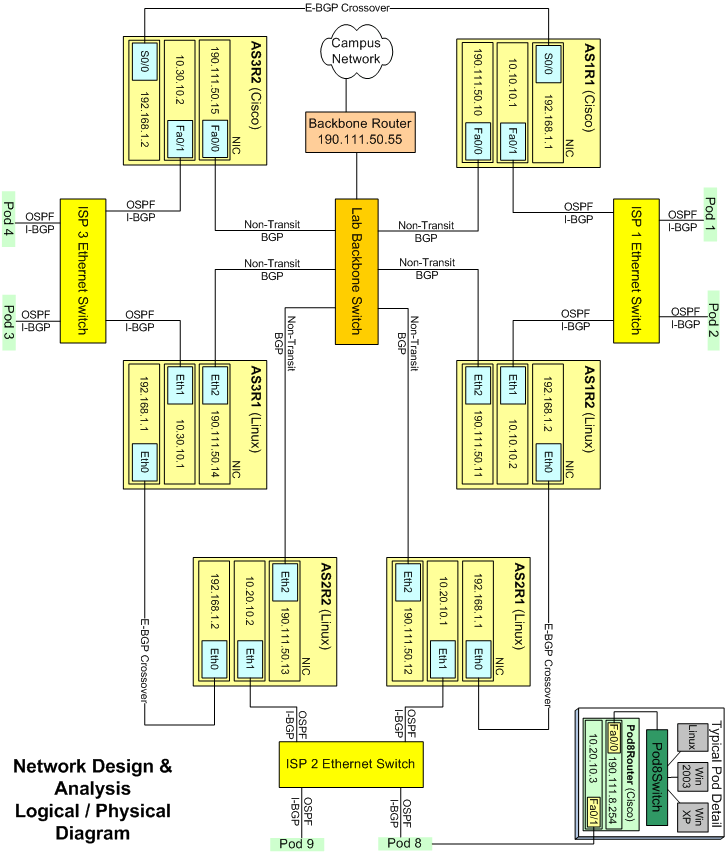 E-BGP Crossover
Campus
Network
Backbone Router
190.111.50.55
AS3R2 (Cisco)
NIC
190.111.50.15
Fa0/0
10.30.10.2
Fa0/1
S0/0
192.168.1.2
AS1R1 (Cisco)
NIC
S0/0
192.168.1.1
10.10.10.1
Fa0/1
190.111.50.10
Fa0/0
Pod 4
OSPF
I-BGP
ISP 3 Ethernet Switch
OSPF
I-BGP
Non-Transit
BGP
Lab Backbone Switch
Non-Transit
BGP
OSPF
I-BGP
ISP 1 Ethernet Switch
OSPF
I-BGP
Pod 1
Pod 3
OSPF
I-BGP
OSPF
I-BGP
Non-Transit
BGP
Non-Transit
BGP
OSPF
I-BGP
OSPF
I-BGP
Pod 2
Non-Transit
BGP
Non-Transit
BGP
AS3R1 (Linux)
NIC
Eth2
190.111.50.14
Eth1
10.30.10.1
192.168.1.1
Eth0
AS1R2 (Linux)
NIC
192.168.1.2
Eth0
Eth1
10.10.10.2
Eth2
190.111.50.11
AS2R2 (Linux)
NIC
Eth2
190.111.50.13
10.20.10.2
Eth1
192.168.1.2
Eth0
AS2R1 (Linux)
NIC
192.168.1.1
Eth0
10.20.10.1
Eth1
Eth2
190.111.50.12
E-BGP Crossover
E-BGP Crossover
OSPF
I-BGP
OSPF
I-BGP
ISP 2 Ethernet Switch
OSPF
I-BGP
OSPF
I-BGP
Pod 9
Pod 8
Typical Pod Detail
Linux
Win
2003
Win
XP
Pod8Switch
Pod8Router (Cisco)
Fa0/0
190.111.8.254
10.20.10.3
Fa0/1
Network Design &
Analysis
Logical / Physical
Diagram